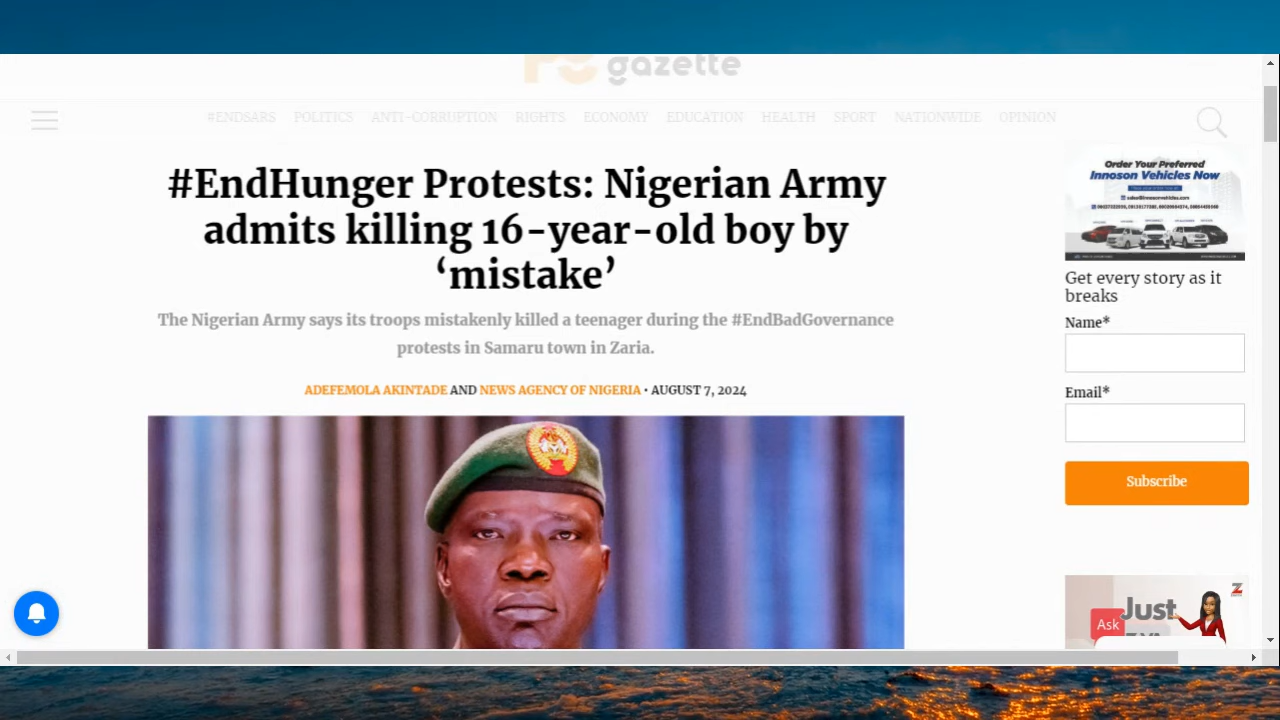 gazette
#ENDSARS POLITICS ANTI-CORRUPTION RIGHTS ECONOMY EDUCATION HEALTH SPORT NATIONWIDE OPINION
#EndHunger Protests: Nigerian Army
admits killing 16-year-old boy by
‘mistake’
The Nigerian Army says its troops mistakenly killed a teenager during the #EndBadGovernance
protests in Samaru town in Zaria.
ADEFEMOLA AKINTADE AND NEWS AGENCY OF NIGERIA • AUGUST 7, 2024
Order Your Preferred
Innoson Vehicles Now
sales@innosonvehicles.com
Get every story as it
breaks
Name*
Email*
Subscribe
Just
Ask
Z